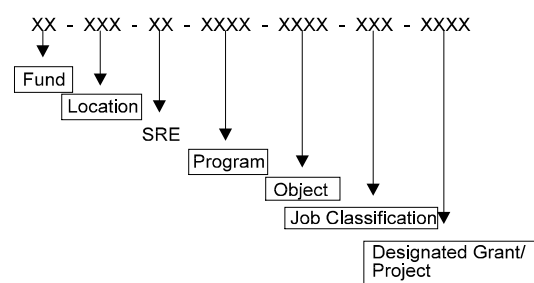 XX - XXX - XX - XXXX - XXXX - XXX - XXXX
Fund
Location
SRE
Program
Object
Job Classification
Designated Grant/
Project